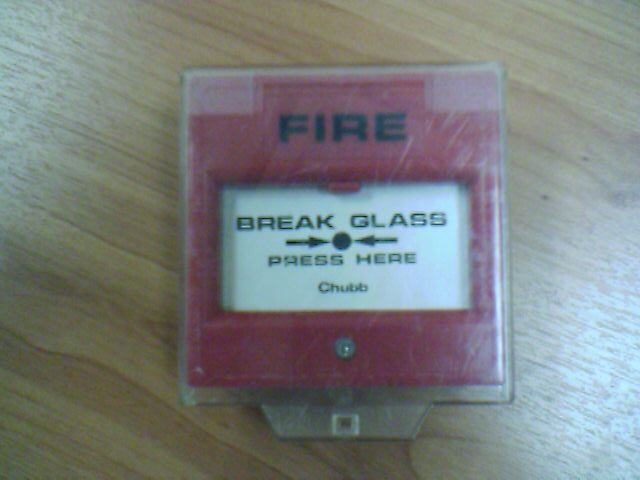 FIRE
BREAK GLASS
PRESS HERE
Chubb